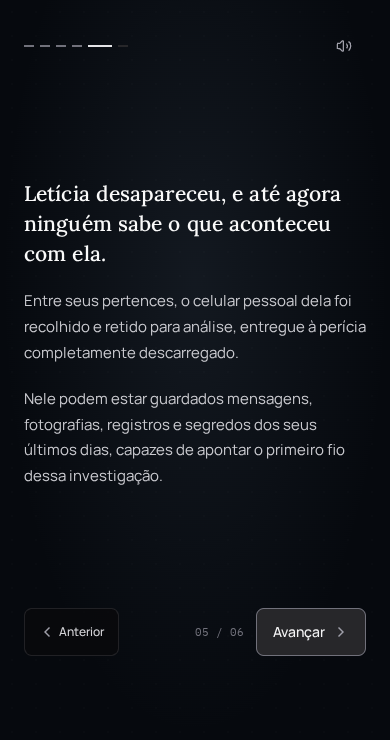 Letícia desapareceu, e até agora
ninguém sabe o que aconteceu
com ela.
Entre seus pertences, o celular pessoal dela foi
recolhido e retido para análise, entregue à perícia
completamente descarregado.
Nele podem estar guardados mensagens,
fotografias, registros e segredos dos seus
últimos dias, capazes de apontar o primeiro fio
dessa investigação.
Anterior
05 / 06
Avançar